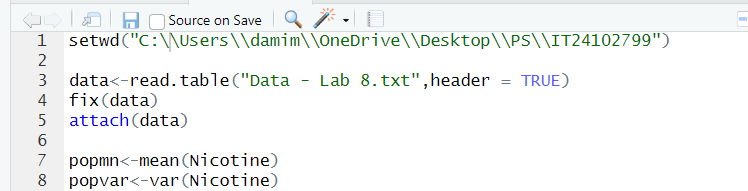 Source on Save
1 setwd("C:\\Users\\damim\\OneDrive\\Desktop\\PS\\IT24102799")
2
3 data<-read.table("Data - Lab 8.txt",header = TRUE)
4 fix(data)
5 attach(data)
6
7 popmn<-mean(Nicotine)
8 popvar<-var(Nicotine)